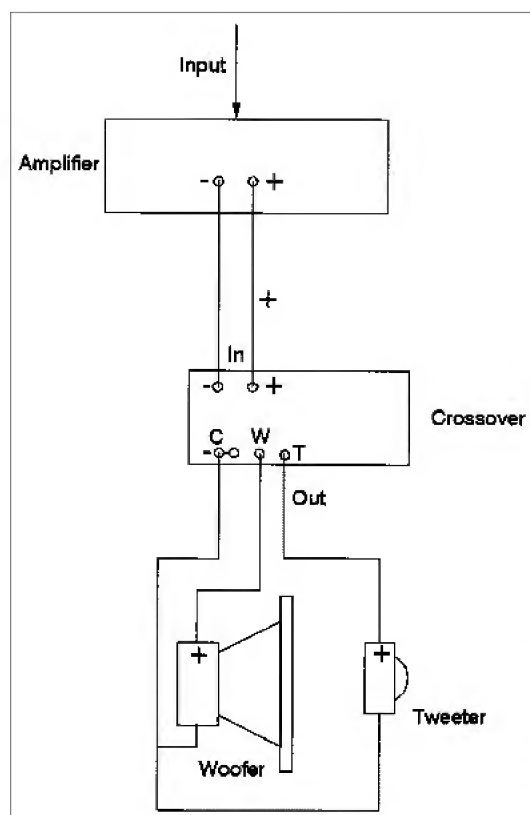 Input
Amplifier
- +
+
In
- +
Crossover
C W T
-
Out
+
+
Tweeter
Woofer